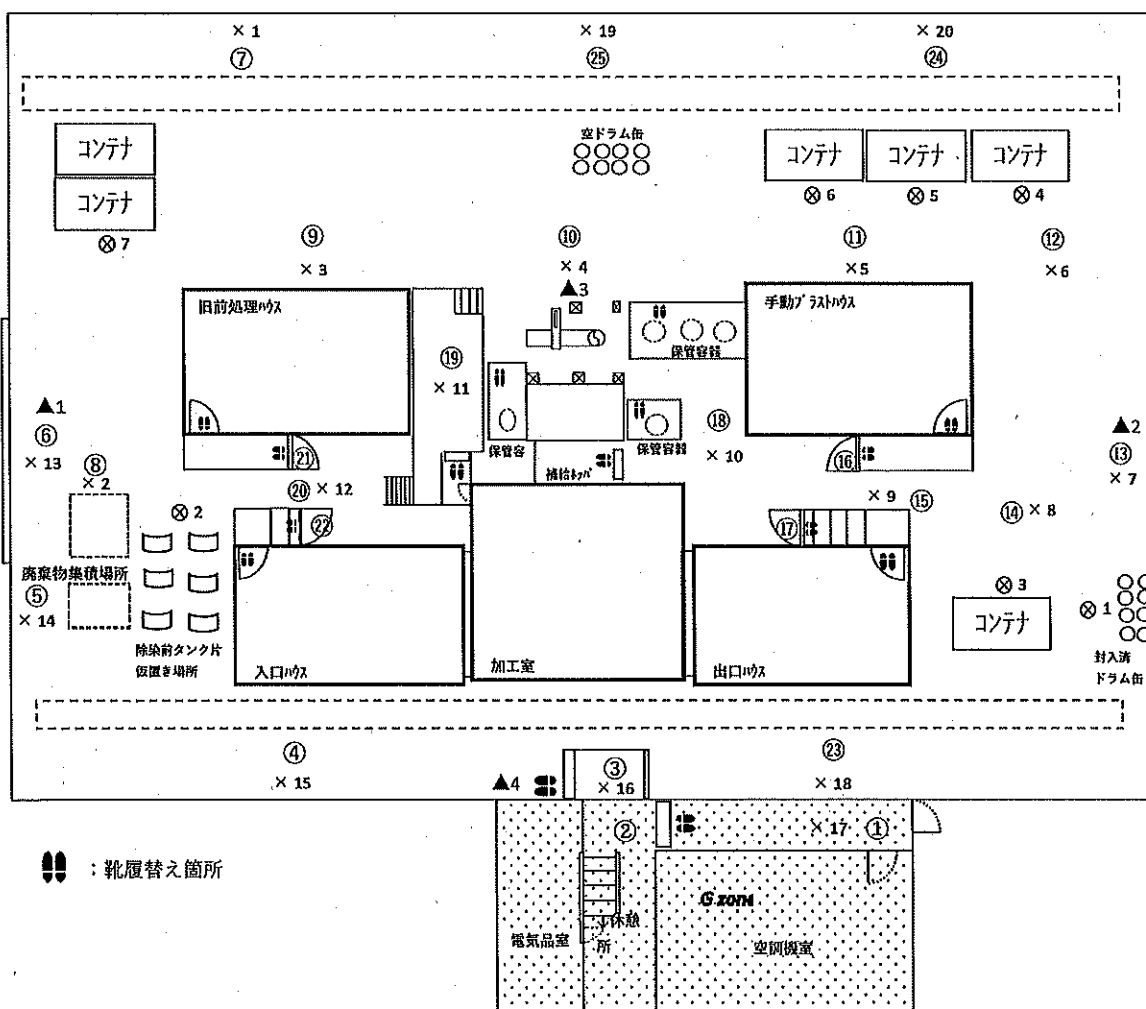 × 1 × 19 × 20
⑦ ㉕ ㉔
空ドラム缶
コンテナ コンテナ コンテナ コンテナ
コンテナ
⊗ 6 ⊗ 5 ⊗ 4
⊗ 7
⑨ ⑩ ⑪ ⑫
× 3 × 4 × 5 × 6
▲3
旧前処理ハウス 手動ブラストハウス
保管容器
⑲
× 11
▲1
⑥
× 13
⑱
× 10
▲2
⑬
× 7
保管容 保管容器
⑧
× 2
㉑ ⑯
補給ホッパ
⑳ × 12
× 9 ⑮
⊗ 2
㉒ ⑰
⑭ × 8
廃棄物集積場所
⑤
× 14
⊗ 3
⊗ 1
コンテナ
除染前タンク片
仮置き場所
封入済
ドラム缶
入口ハウス 加工室 出口ハウス
④ ㉓
× 15 × 18
▲4
③
× 16
② × 17 ①
：靴履替え箇所
G ZONE
休憩
所
電気品室 空調機室